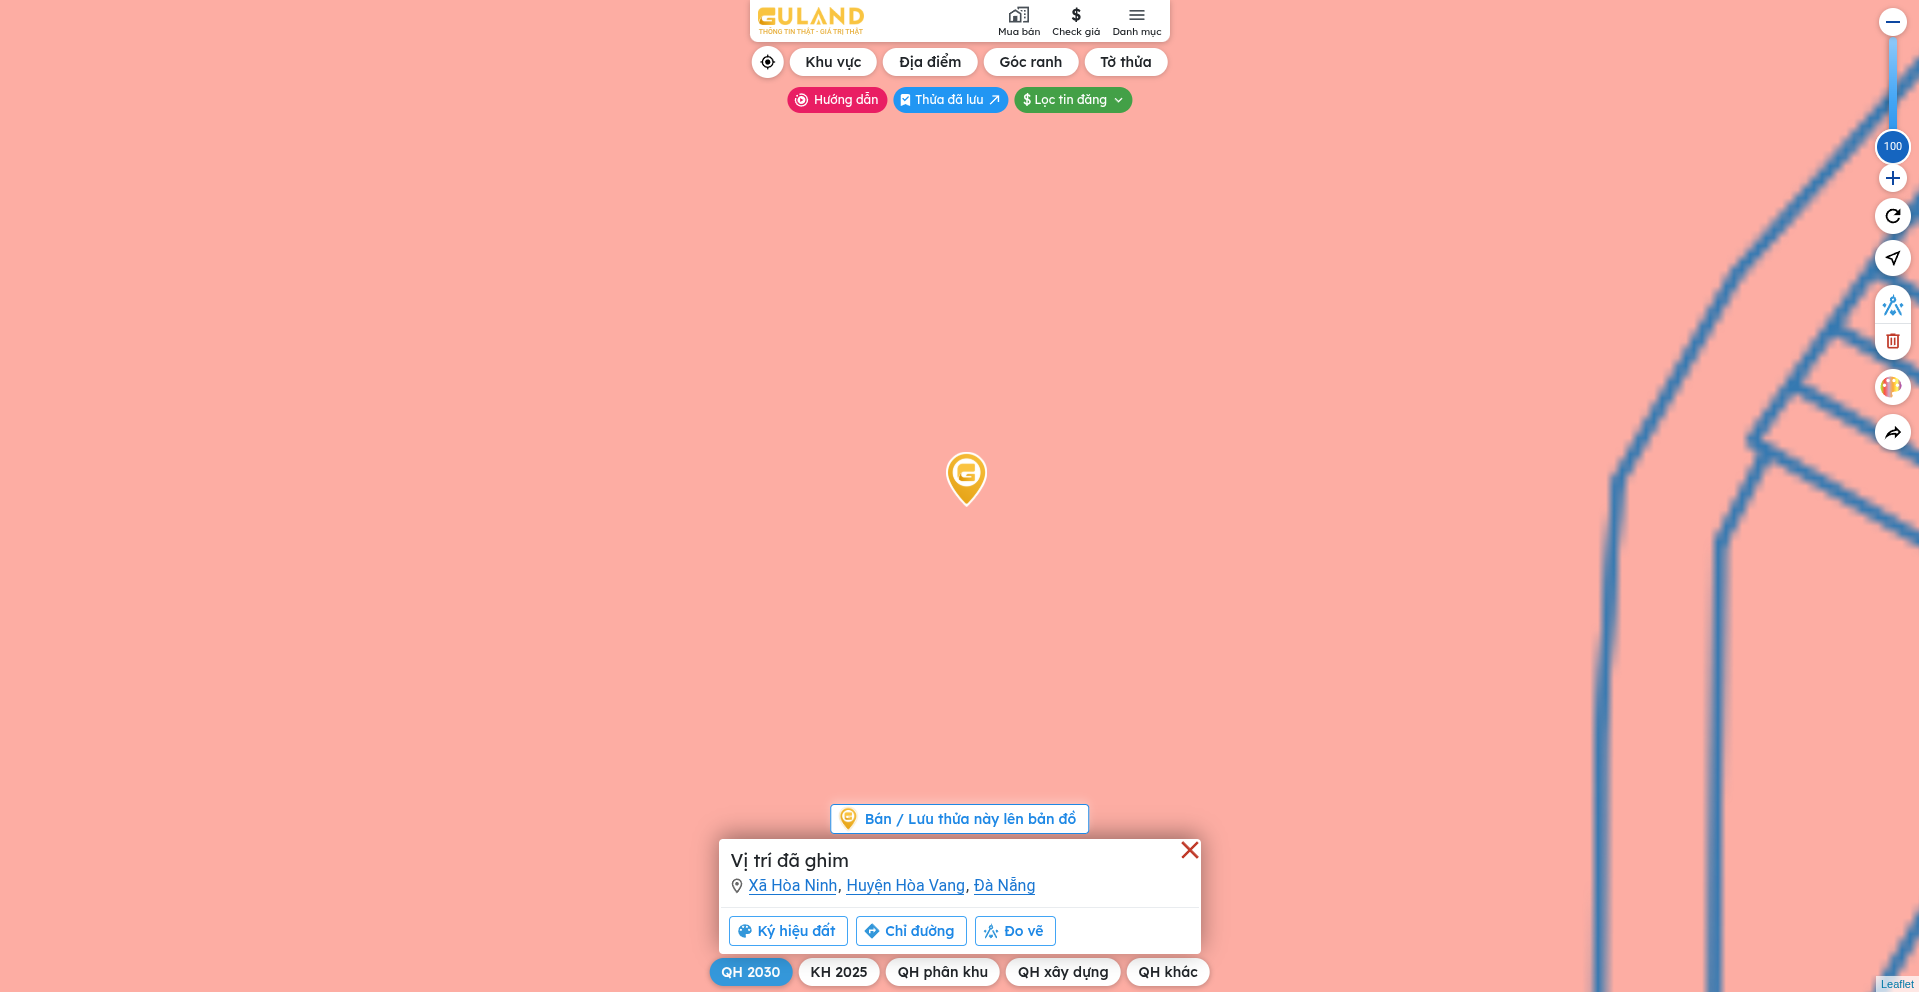 GULAND
THÔNG TIN THẬT - GIÁ TRỊ THẬT
Mua bán
$
Check giá
Danh mục
Khu vực
Địa điểm
Góc ranh
Tờ thửa
Hướng dẫn
Thửa đã lưu
$ Lọc tin đăng
100
Bán / Lưu thửa này lên bản đồ
Vị trí đã ghim
Xã Hòa Ninh, Huyện Hòa Vang, Đà Nẵng
Ký hiệu đất
Chỉ đường
Đo vẽ
QH 2030
KH 2025
QH phân khu
QH xây dựng
QH khác
Leaflet